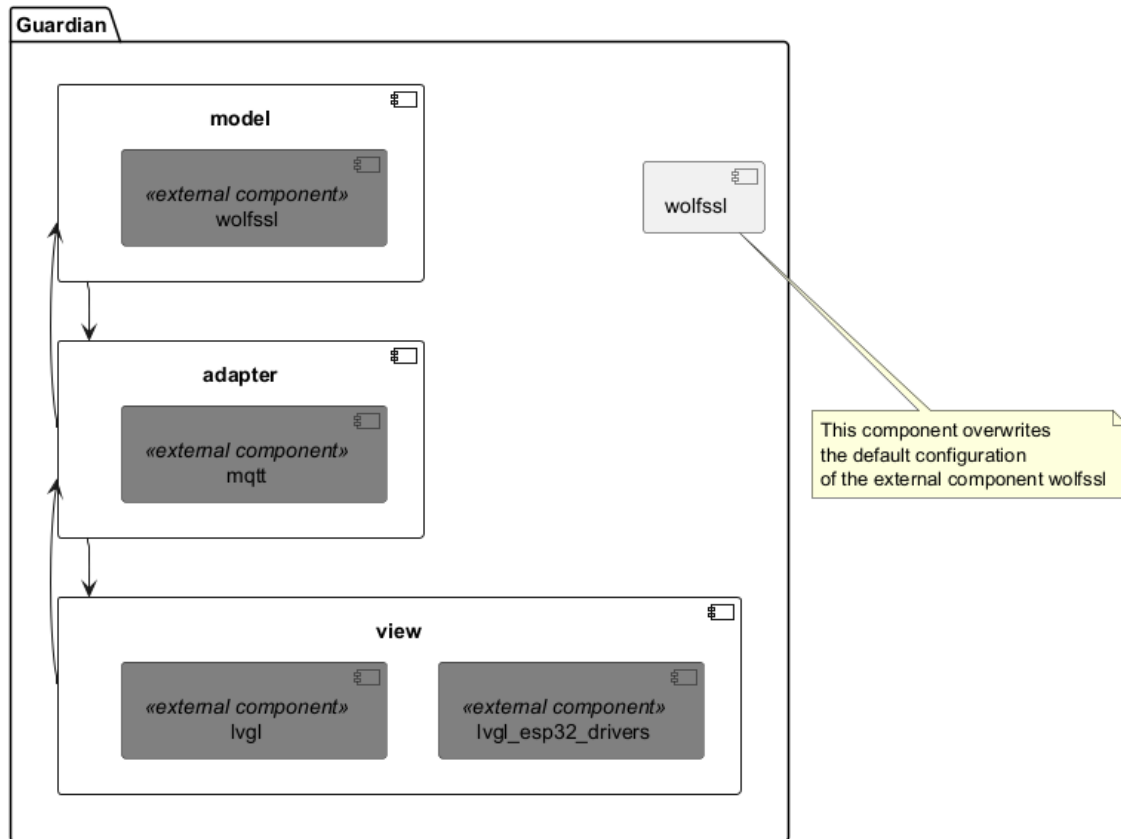 Guardian
model
«external component»
wolfssl
wolfssl
adapter
«external component»
mqtt
This component overwrites
the default configuration
of the external component wolfssl
view
«external component»
lvgl
«external component»
lvgl_esp32_drivers